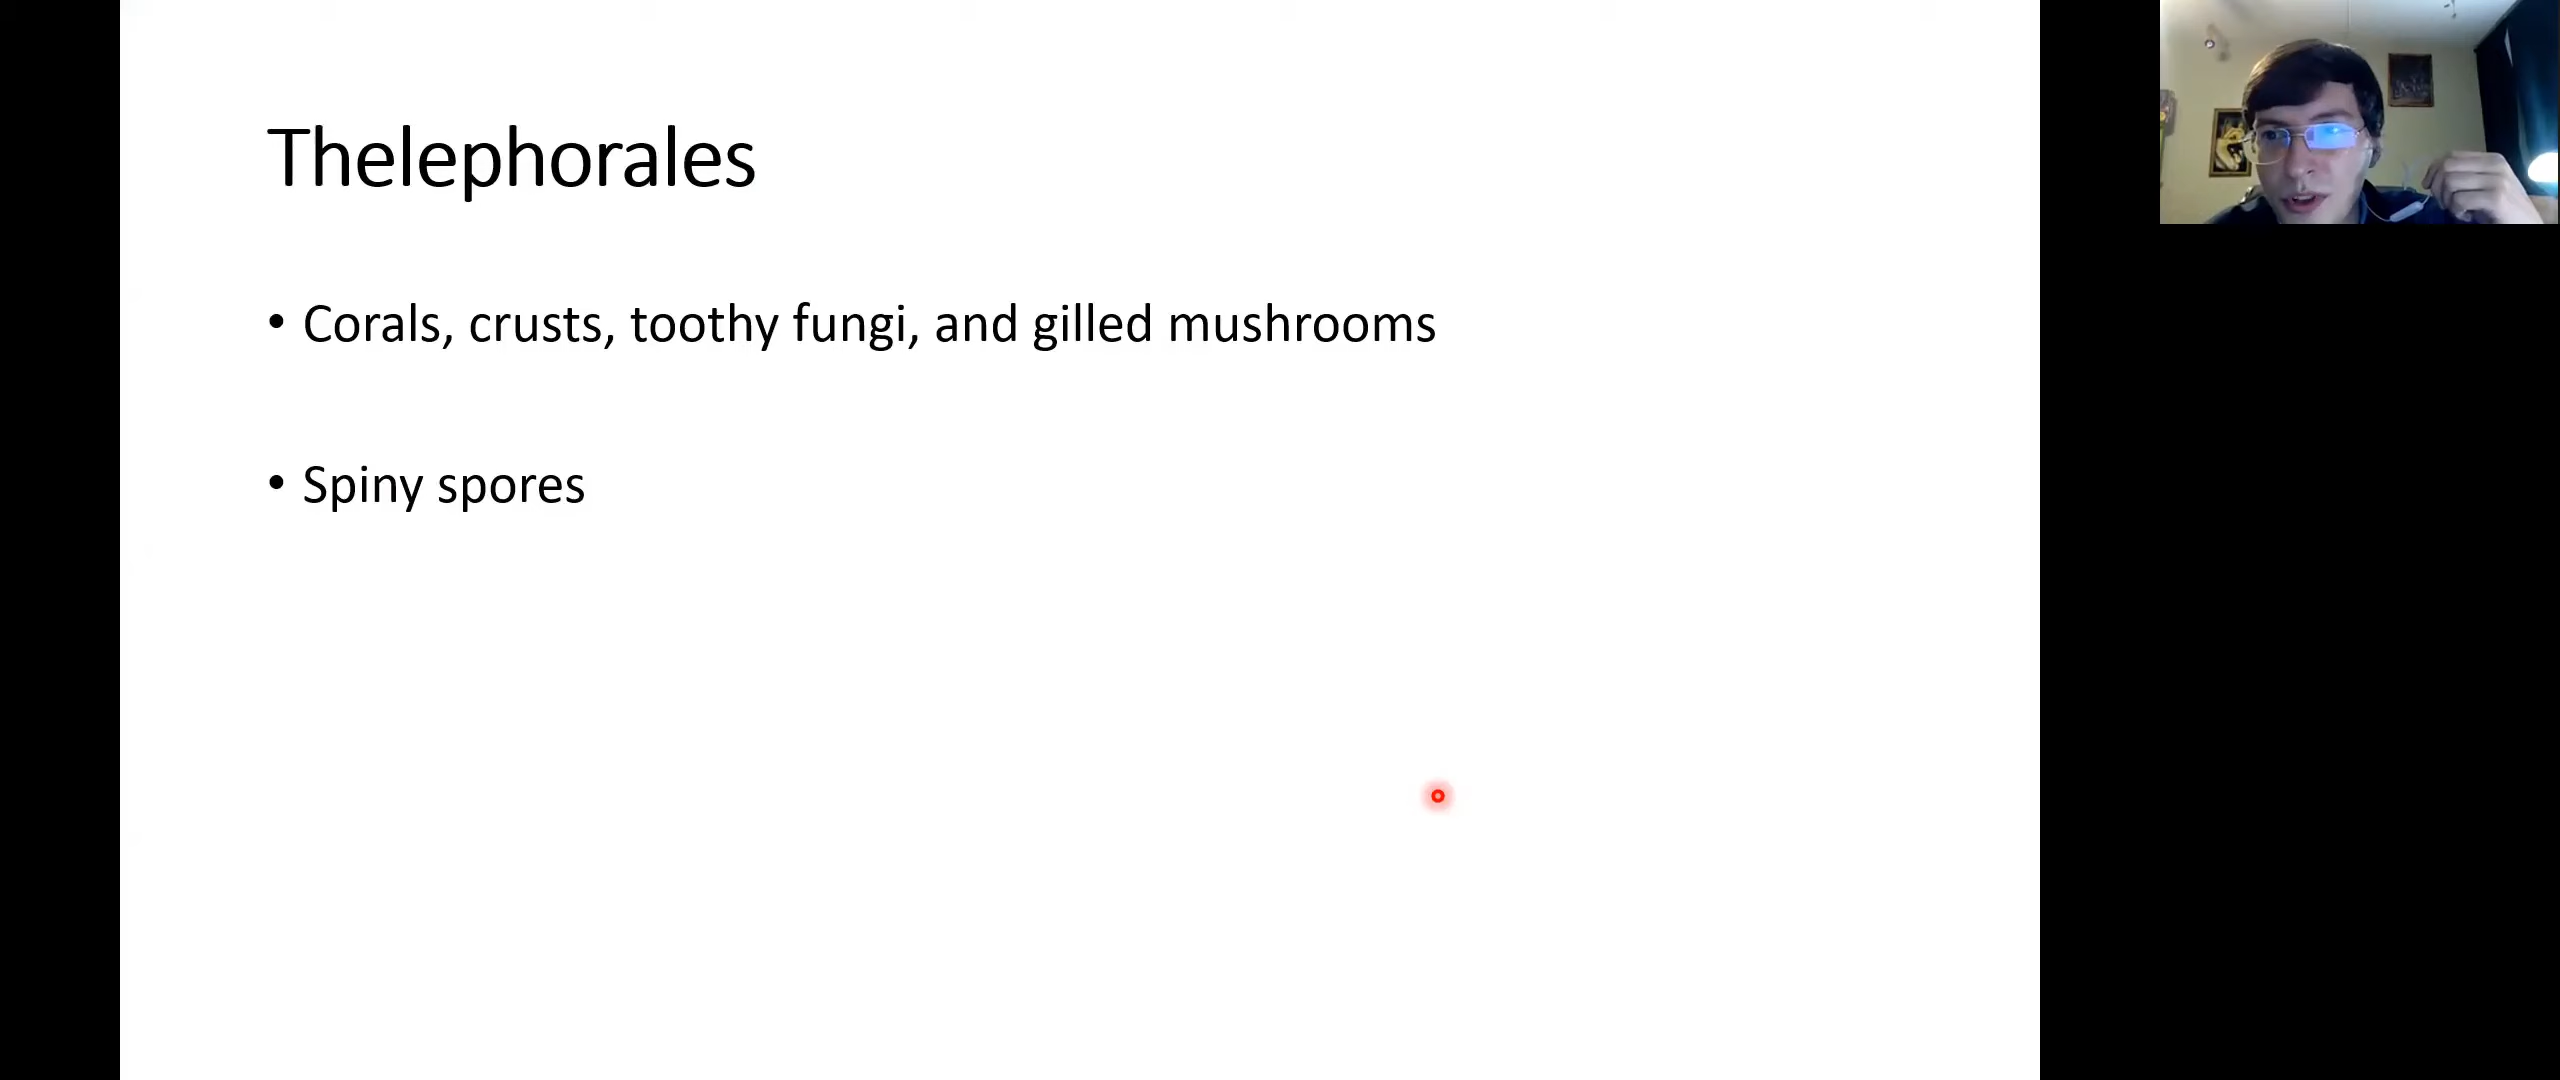 Thelephorales
• Corals, crusts, toothy fungi, and gilled mushrooms
• Spiny spores